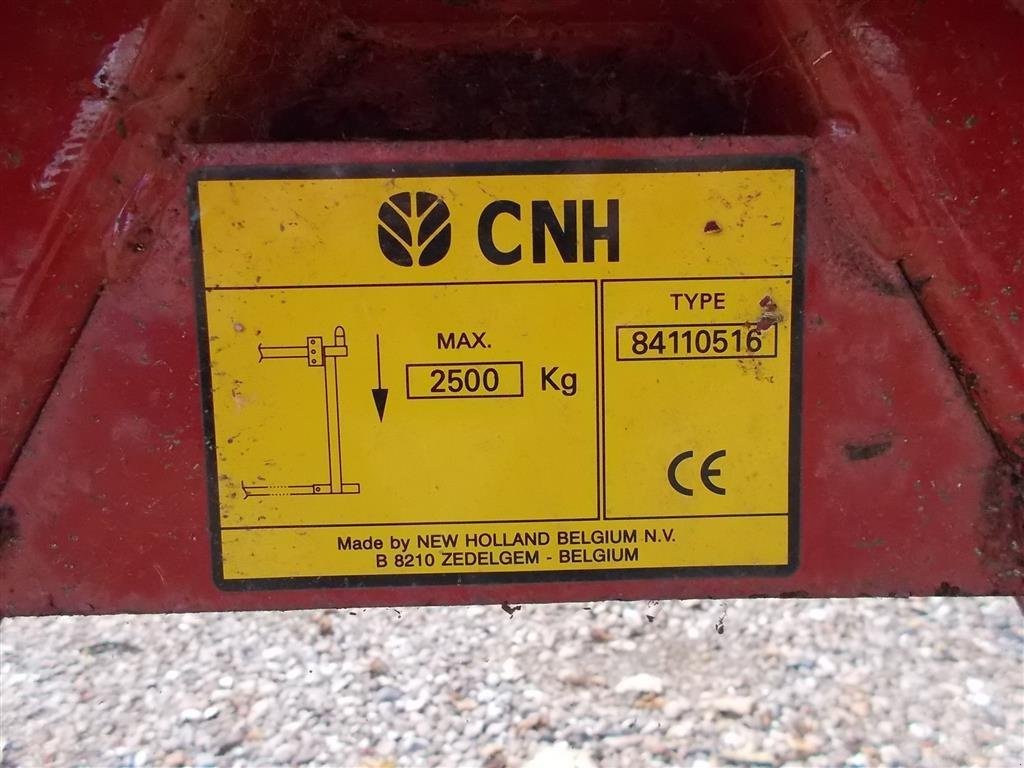 CNH
MAX.
2500 Kg
TYPE
84110516
CE
Made by NEW HOLLAND BELGIUM N.V.
B 8210 ZEDELGEM - BELGIUM